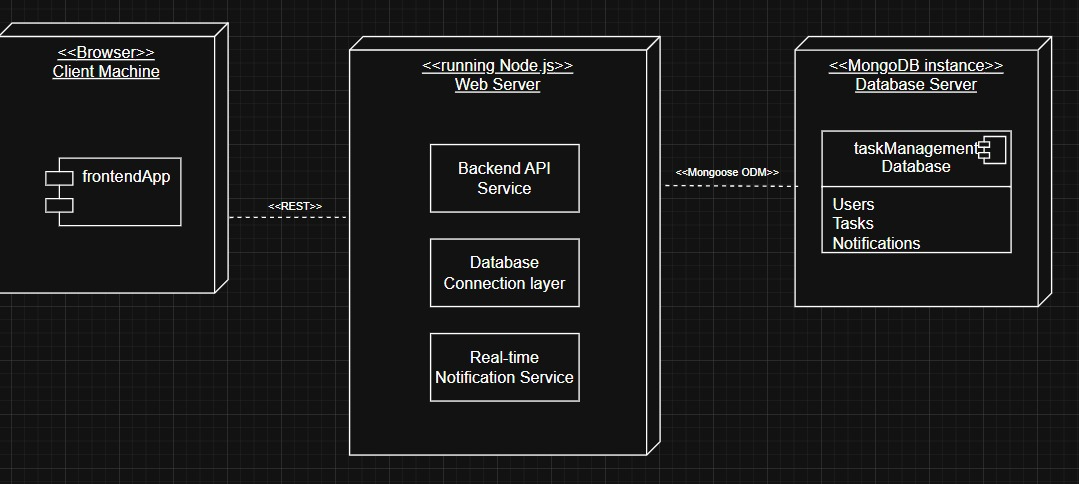 <<Browser>>
Client Machine
frontendApp
<<REST>>
<<running Node.js>>
Web Server
Backend API
Service
Database
Connection layer
Real-time
Notification Service
<<Mongoose ODM>>
<<MongoDB instance>>
Database Server
taskManagement
Database
Users
Tasks
Notifications